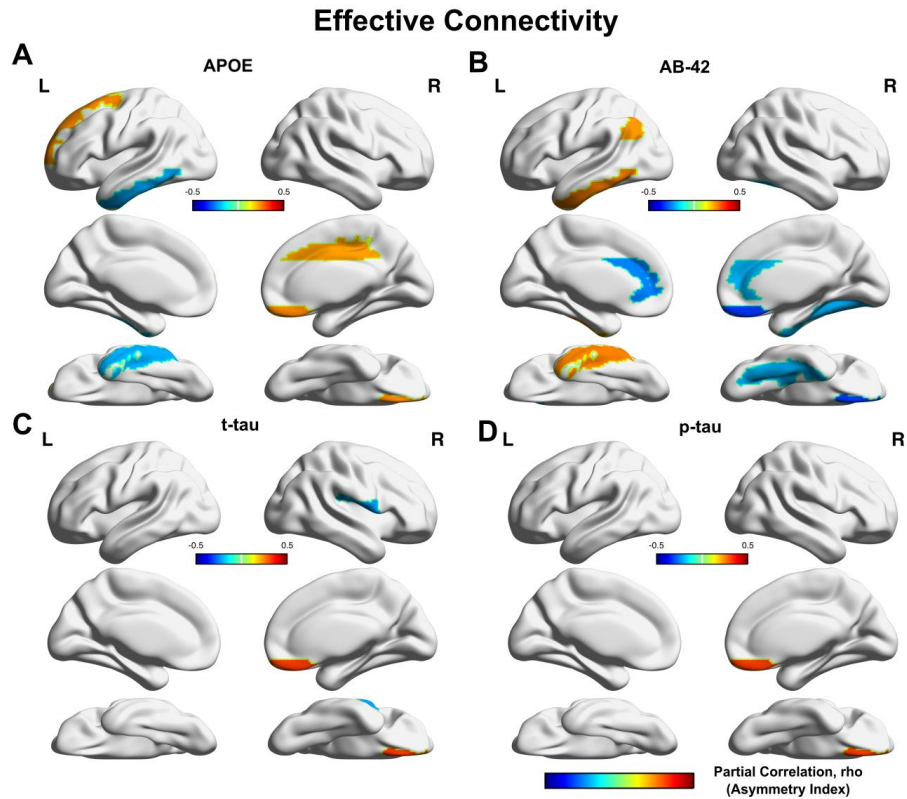 Effective Connectivity
A
APOE
L
R
-0.5
0.5
B
AB-42
L
R
-0.5
0.5
C
t-tau
L
R
-0.5
0.5
D
p-tau
L
R
-0.5
0.5
Partial Correlation, rho
(Asymmetry Index)